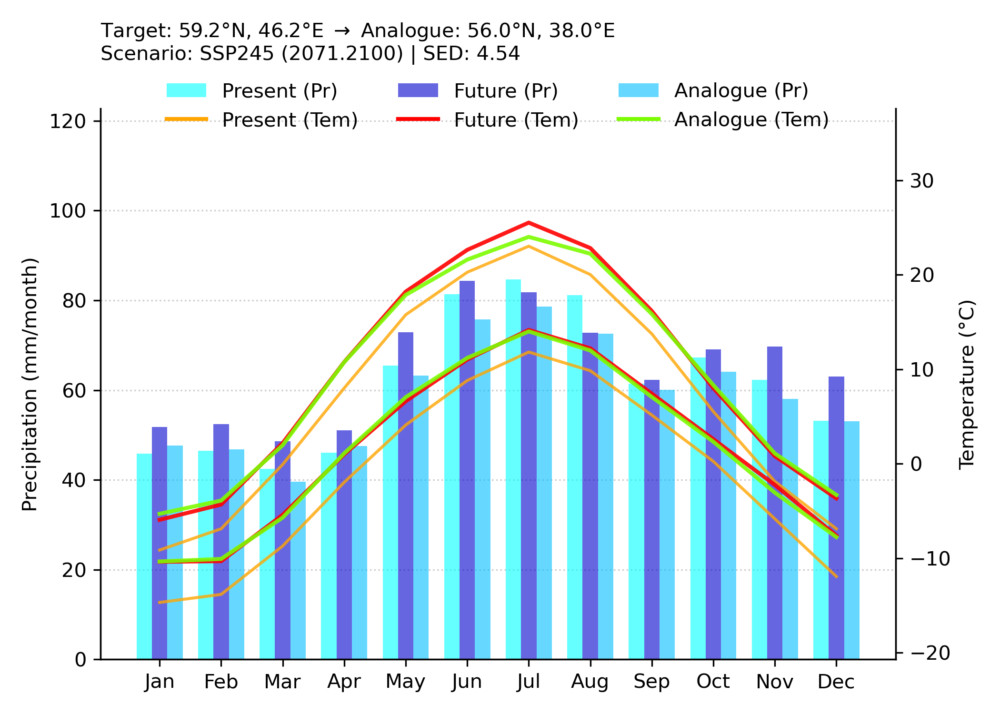 Target: 59.2°N, 46.2°E → Analogue: 56.0°N, 38.0°E
Scenario: SSP245 (2071.2100) | SED: 4.54
Present (Pr) Future (Pr) Analogue (Pr)
Present (Tem) Future (Tem) Analogue (Tem)
Precipitation (mm/month)
120
100
80
60
40
20
0
30
20
10
0
−10
−20
Temperature (°C)
Jan Feb Mar Apr May Jun Jul Aug Sep Oct Nov Dec